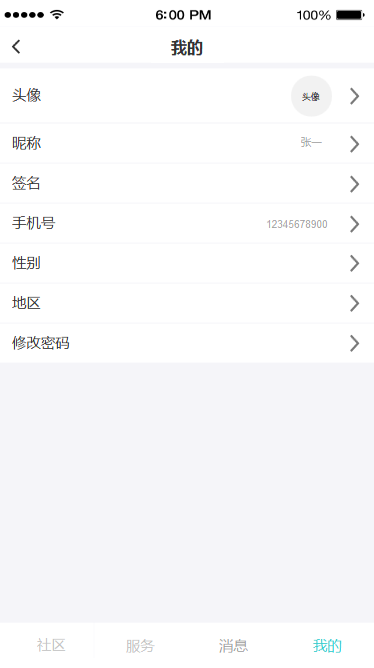 6:00 PM 100%
我的
头像 头像
昵称 张一
签名
手机号 12345678900
性别
地区
修改密码
社区 服务 消息 我的